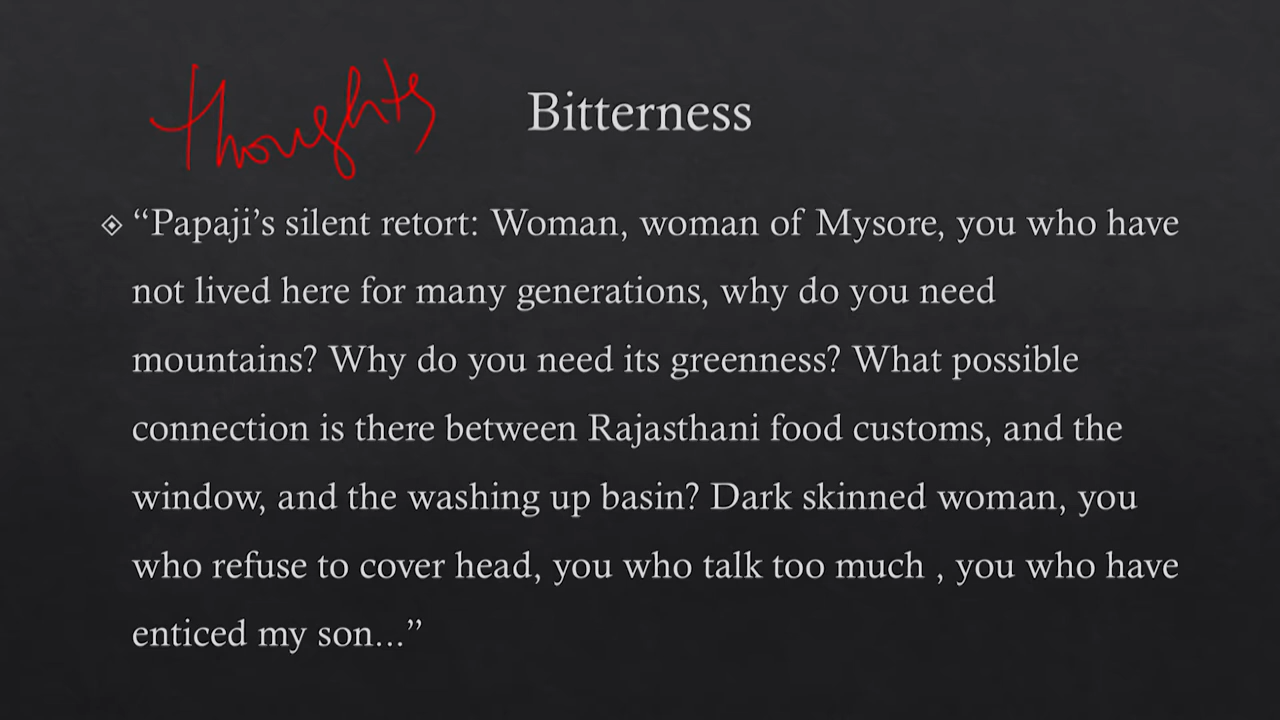 thoughts
Bitterness
“Papaji’s silent retort: Woman, woman of Mysore, you who have
not lived here for many generations, why do you need
mountains? Why do you need its greenness? What possible
connection is there between Rajasthani food customs, and the
window, and the washing up basin? Dark skinned woman, you
who refuse to cover head, you who talk too much , you who have
enticed my son...”